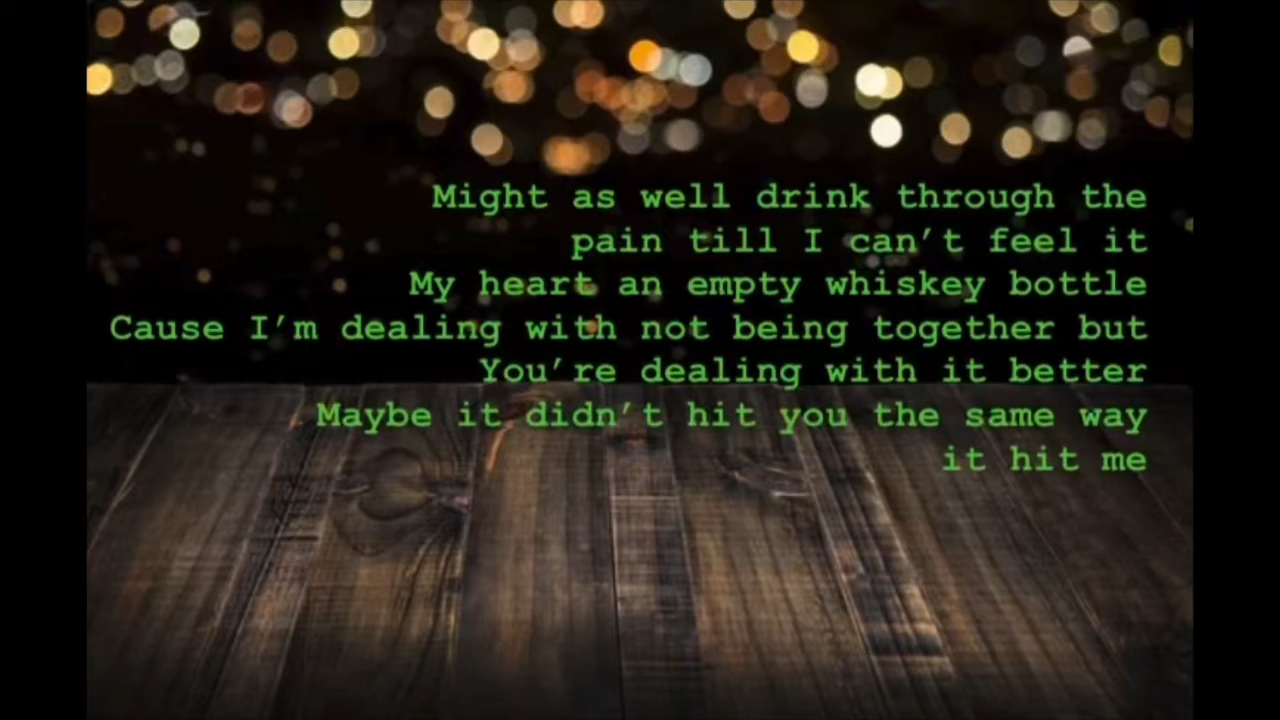 Might as well drink through the
pain till I can’t feel it
My heart an empty whiskey bottle
Cause I’m dealing with not being together but
You’re dealing with it better
Maybe it didn’t hit you the same way
it hit me